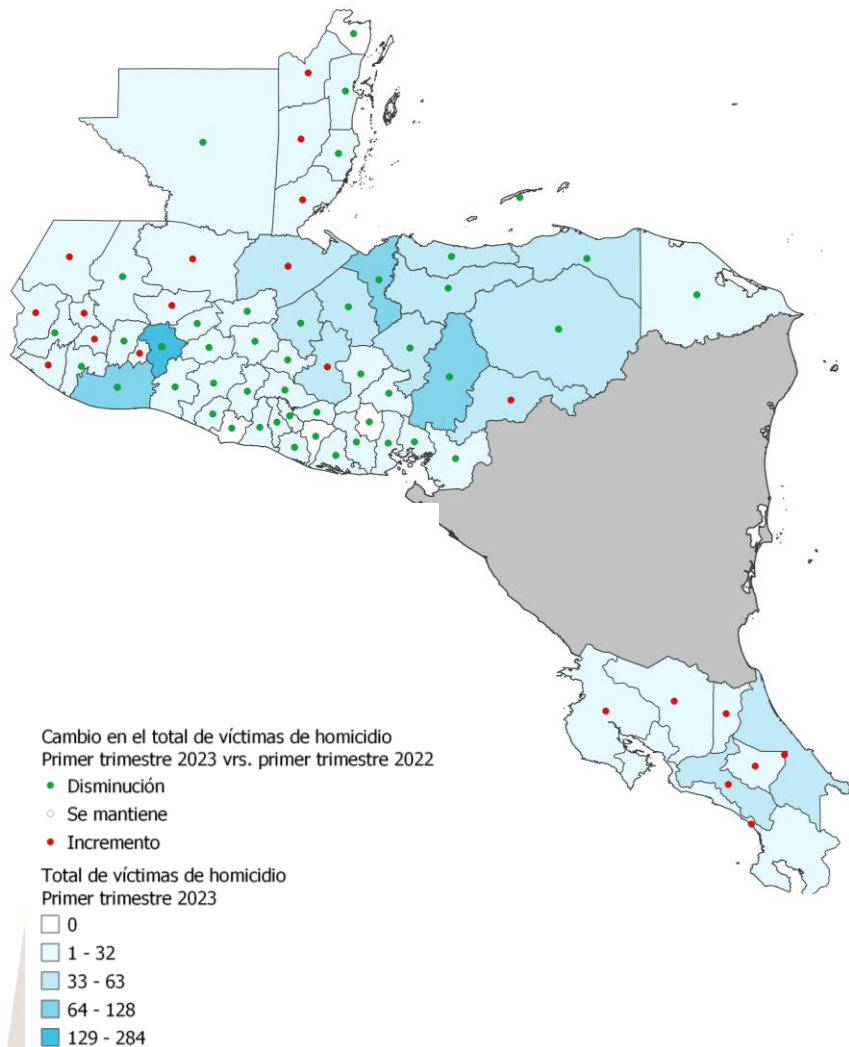 Cambio en el total de víctimas de homicidio
Primer trimestre 2023 vrs. primer trimestre 2022
Disminución
Se mantiene
Incremento
Total de víctimas de homicidio
Primer trimestre 2023
0
1 - 32
33 - 63
64 - 128
129 - 284